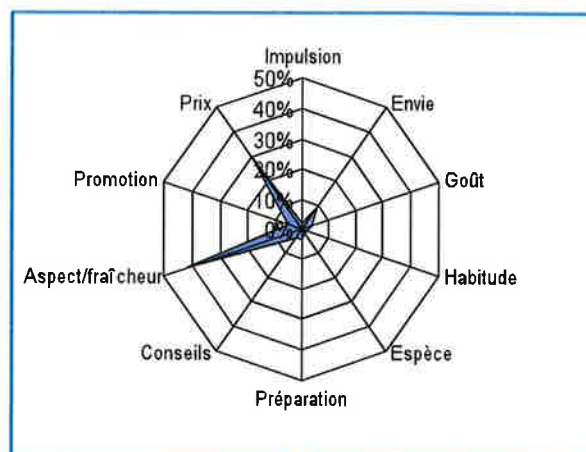 Impulsion
50%
Prix
Envie
40%
30%
Promotion
20%
Goût
10%
0%
Aspect/fraîcheur
Habitude
Conseils
Espèce
Préparation